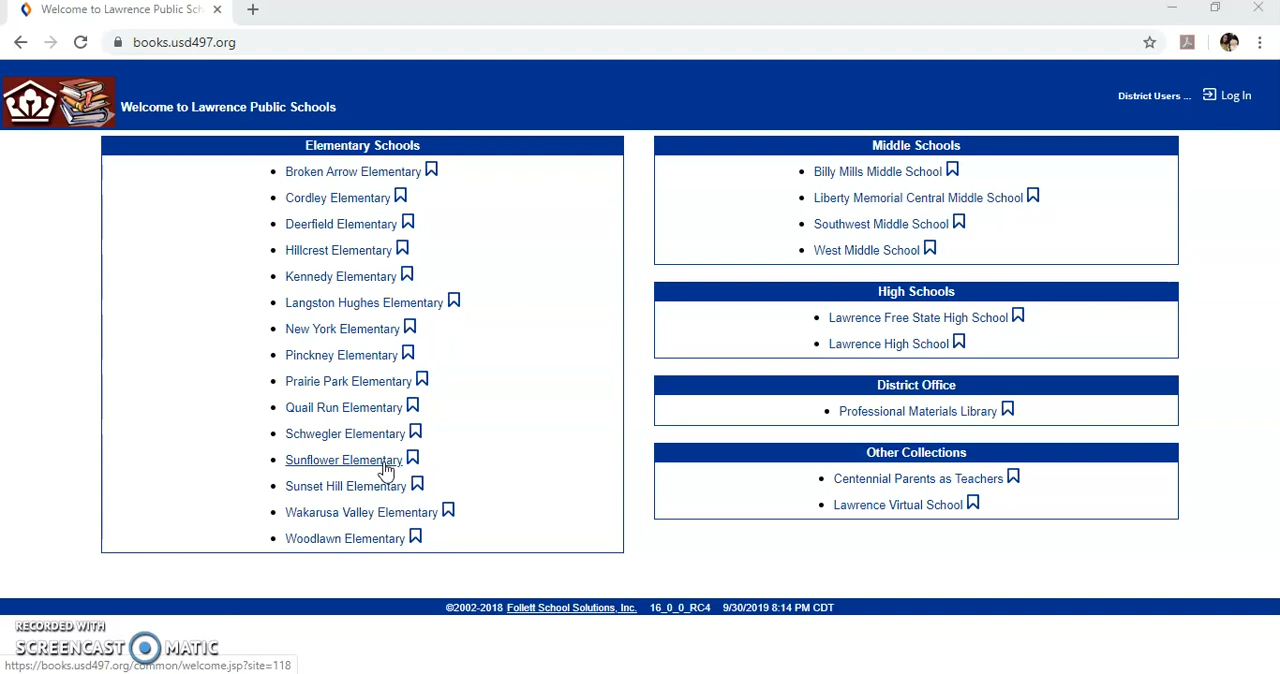 Welcome to Lawrence Public Sch
books.usd497.org
Welcome to Lawrence Public Schools
District Users ... Log In
Elementary Schools
Broken Arrow Elementary
Cordley Elementary
Deerfield Elementary
Hillcrest Elementary
Kennedy Elementary
Langston Hughes Elementary
New York Elementary
Pinckney Elementary
Prairie Park Elementary
Quail Run Elementary
Schwegler Elementary
Sunflower Elementary
Sunset Hill Elementary
Wakarusa Valley Elementary
Woodlawn Elementary
Middle Schools
Billy Mills Middle School
Liberty Memorial Central Middle School
Southwest Middle School
West Middle School
High Schools
Lawrence Free State High School
Lawrence High School
District Office
Professional Materials Library
Other Collections
Centennial Parents as Teachers
Lawrence Virtual School
©2002-2018 Follett School Solutions, Inc. 16_0_0_RC4 9/30/2019 8:14 PM CDT
RECORDED WITH
SCREENCAST MATIC
https://books.usd497.org/common/welcome.jsp?site=118